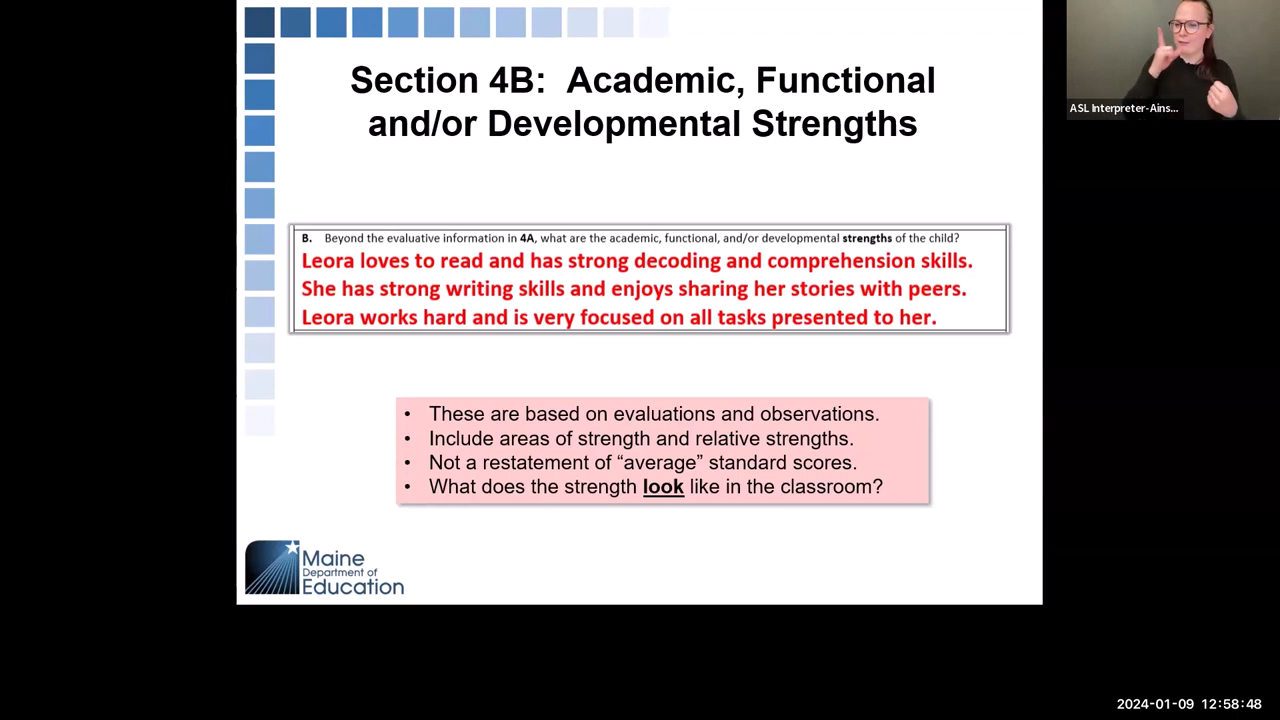 Section 4B: Academic, Functional
and/or Developmental Strengths
ASL Interpreter-Ains...
B. Beyond the evaluative information in 4A, what are the academic, functional, and/or developmental strengths of the child?
Leora loves to read and has strong decoding and comprehension skills.
She has strong writing skills and enjoys sharing her stories with peers.
Leora works hard and is very focused on all tasks presented to her.
• These are based on evaluations and observations.
• Include areas of strength and relative strengths.
• Not a restatement of “average” standard scores.
• What does the strength look like in the classroom?
Maine
Department of
Education
2024-01-09 12:58:48